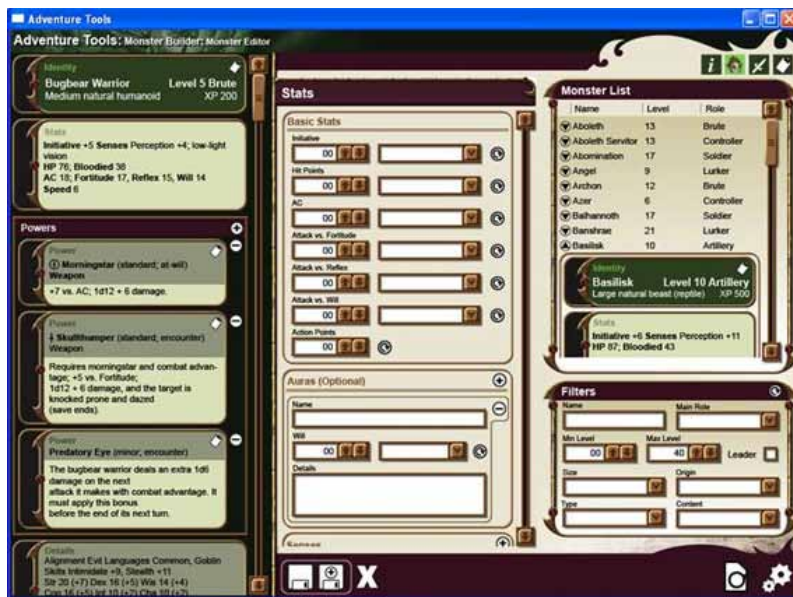 Adventure Tools
Adventure Tools: Monster Builder: Monster Editor
Identity
Bugbear Warrior Level 5 Brute
Medium natural humanoid XP 200
Stats
Initiative +5 Senses Perception +4; low-light
vision
HP 76; Bloodied 38
AC 18; Fortitude 17, Reflex 15, Will 14
Speed 6
Powers
Power
Morningstar (standard; at-will)
Weapon
+7 vs. AC; 1d12 + 6 damage.
Power
Skullthumper (standard; encounter)
Weapon
Requires morningstar and combat advan-
tage; +5 vs. Fortitude;
1d12 + 6 damage, and the target is
knocked prone and dazed
(save ends).
Power
Predatory Eye (minor; encounter)
The bugbear warrior deals an extra 1d6
damage on the next
attack it makes with combat advantage. It
must apply this bonus
before the end of its next turn.
Details
Alignment Evil Languages Common, Goblin
Skills Intimidate +9, Stealth +11
Str 20 (+7) Dex 16 (+5) Wis 14 (+4)
Con 16 (+5) Int 10 (+2) Cha 10 (+2)
Stats
Basic Stats
Initiative
00
Hit Points
00
AC
00
Attack vs. Fortitude
00
Attack vs. Reflex
00
Attack vs. Will
00
Action Points
00
Auras (Optional)
Name
Will
00
Details
Senses
Monster List
Name Level Role
Aboleth 13 Brute
Aboleth Servitor 13 Controller
Abomination 17 Soldier
Angel 9 Lurker
Archon 12 Brute
Azer 6 Controller
Balhannoth 17 Soldier
Banshrae 21 Lurker
Basilisk 10 Artillery
Identity
Basilisk Level 10 Artillery
Large natural beast (reptile) XP 500
Stats
Initiative +6 Senses Perception +11
HP 87; Bloodied 43
Filters
Name Main Role
Min Level Max Level
00 40 Leader
Size Origin
Type Content